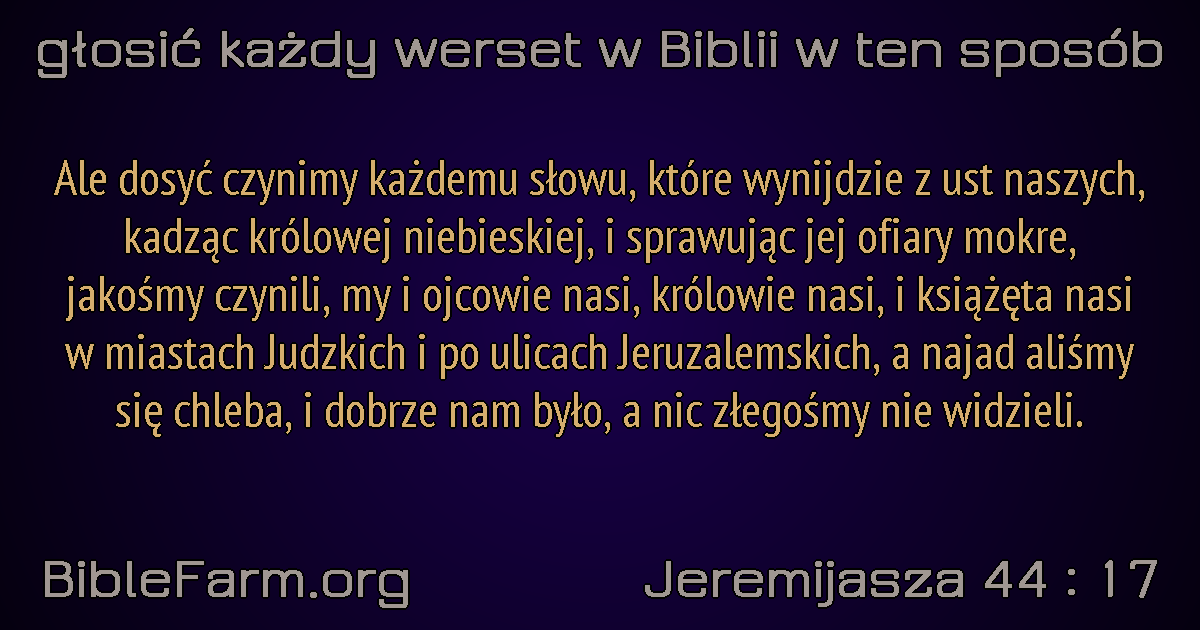 głosić każdy werset w Biblii w ten sposób
Ale dosyć czynimy każdemu słowu, które wynijdzie z ust naszych,
kadząc królowej niebieskiej, i sprawując jej ofiary mokre,
jakośmy czynili, my i ojcowie nasi, królowie nasi, i książęta nasi
w miastach Judzkich i po ulicach Jeruzalemskich, a najad aliśmy
się chleba, i dobrze nam było, a nic złegośmy nie widzieli.
BibleFarm.org
Jeremijasza 44 : 17